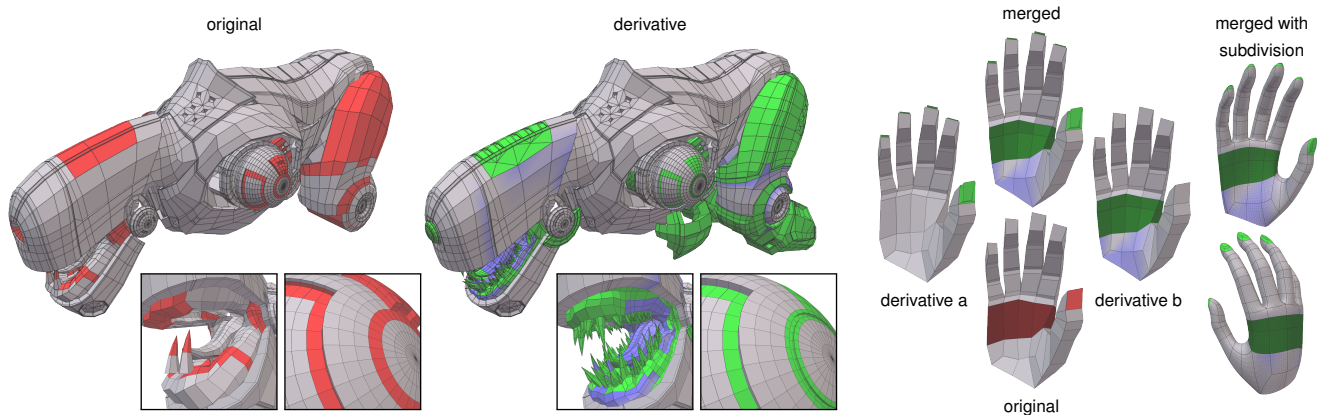 original
derivative
merged
merged with
subdivision
derivative a
derivative b
original